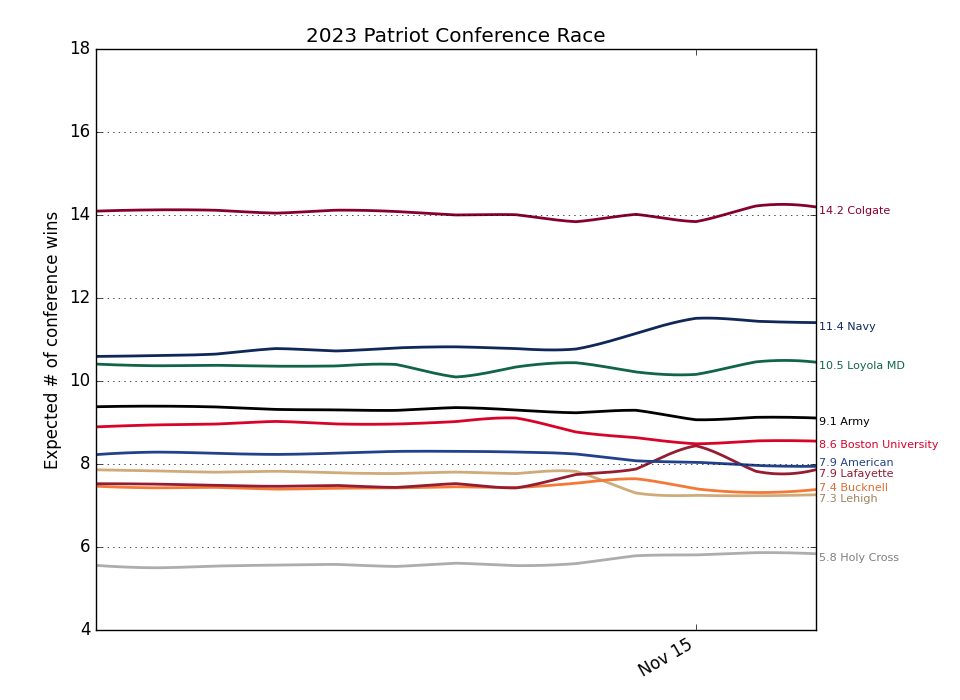 2023 Patriot Conference Race
Expected # of conference wins
18
16
14
12
10
8
6
4
14.2 Colgate
11.4 Navy
10.5 Loyola MD
9.1 Army
8.6 Boston University
7.9 American
7.9 Lafayette
7.4 Bucknell
7.3 Lehigh
5.8 Holy Cross
Nov 15